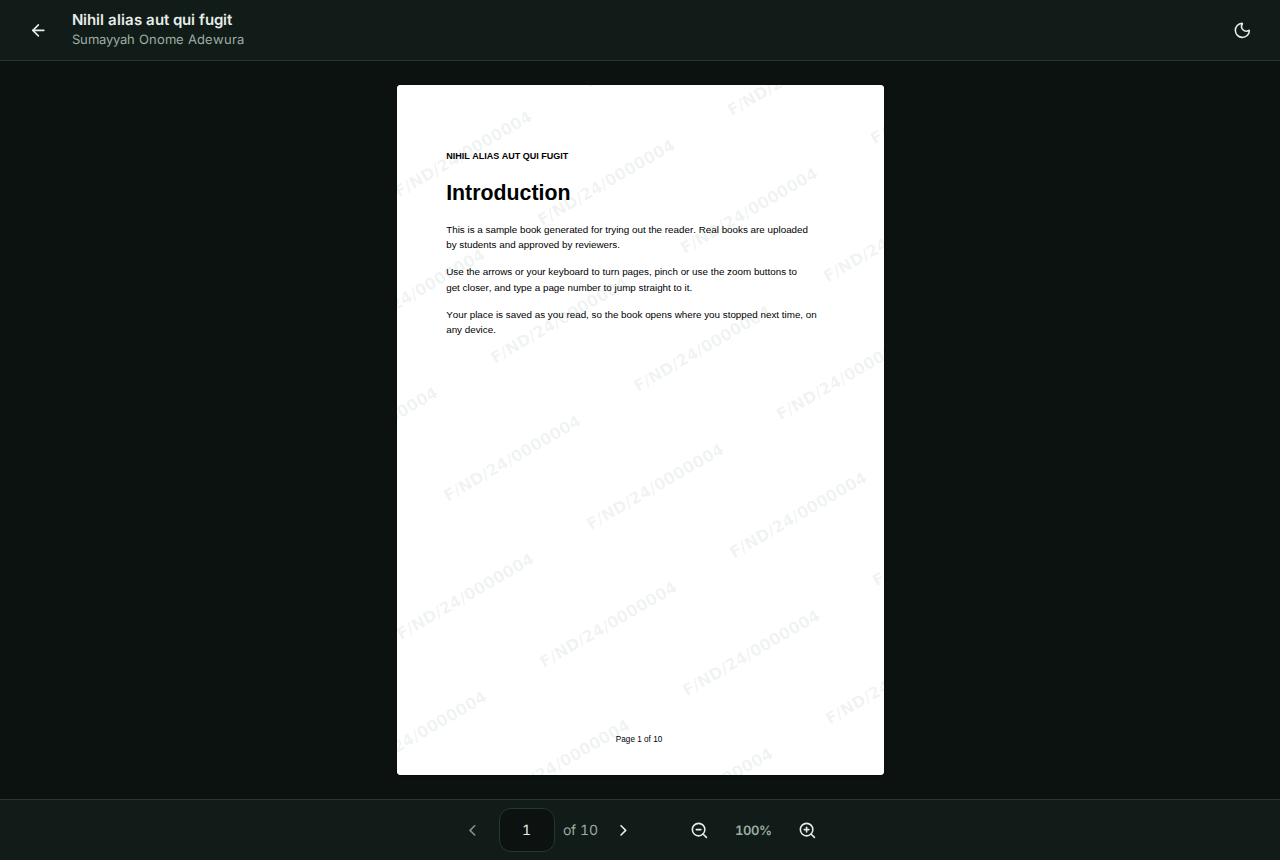 Nihil alias aut qui fugit
Sumayyah Onome Adewura
NIHIL ALIAS AUT QUI FUGIT
Introduction
This is a sample book generated for trying out the reader. Real books are uploaded
by students and approved by reviewers.
Use the arrows or your keyboard to turn pages, pinch or use the zoom buttons to
get closer, and type a page number to jump straight to it.
Your place is saved as you read, so the book opens where you stopped next time, on
any device.
F/ND/24/0000004
Page 1 of 10
1 of 10 100%